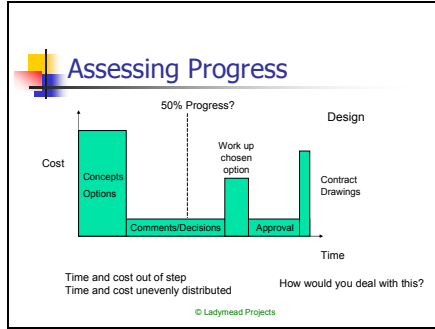 Assessing Progress
50% Progress?
Design
Cost
Concepts
Options
Work up
chosen
option
Contract
Drawings
Comments/Decisions
Approval
Time
Time and cost out of step
Time and cost unevenly distributed
How would you deal with this?
© Ladymead Projects